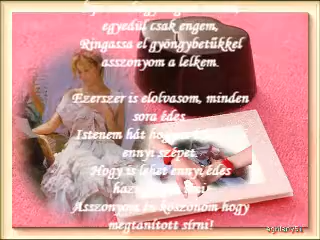 egyedül csak engem,
Ringassa el gyöngybetűkkel
asszonyom a lelkem.
Ezerszer is elolvasom, minden
sora édes
Istenem hát
ennyi szépet.
Hogy is lehet ennyi édes
Asszonyom én köszönöm hogy
megtanított sírni!